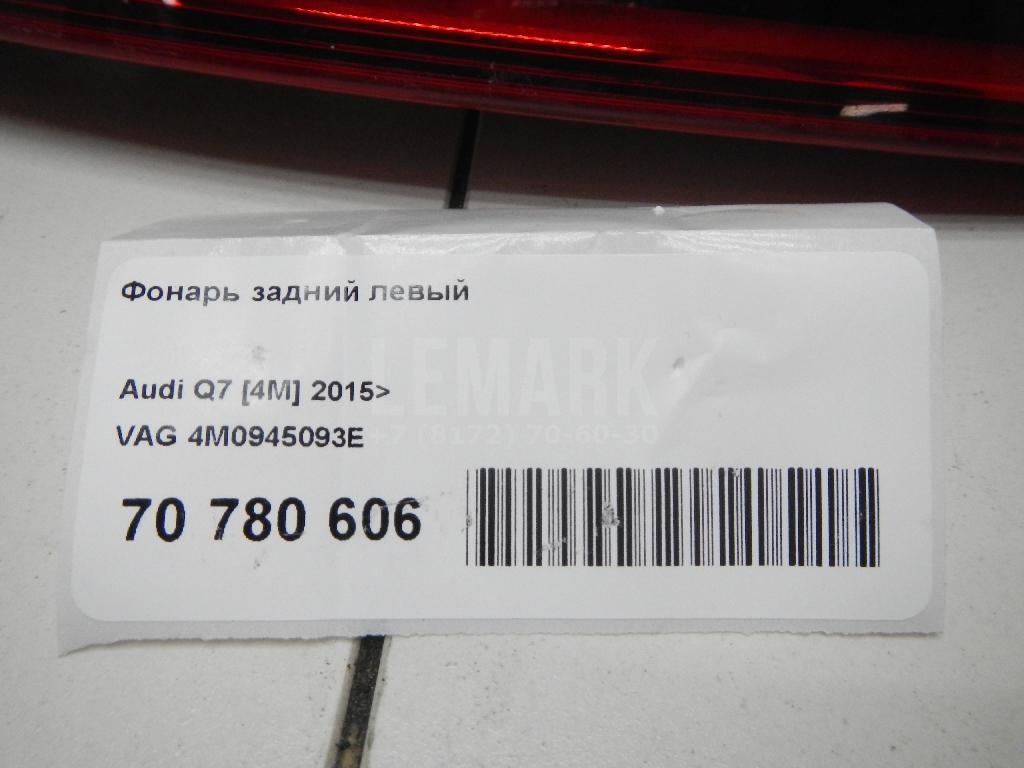 Фонарь задний левый
LEMARK
Audi Q7 [4M] 2015>
+7 (8172) 70-60-30
VAG 4M0945093E
70 780 606